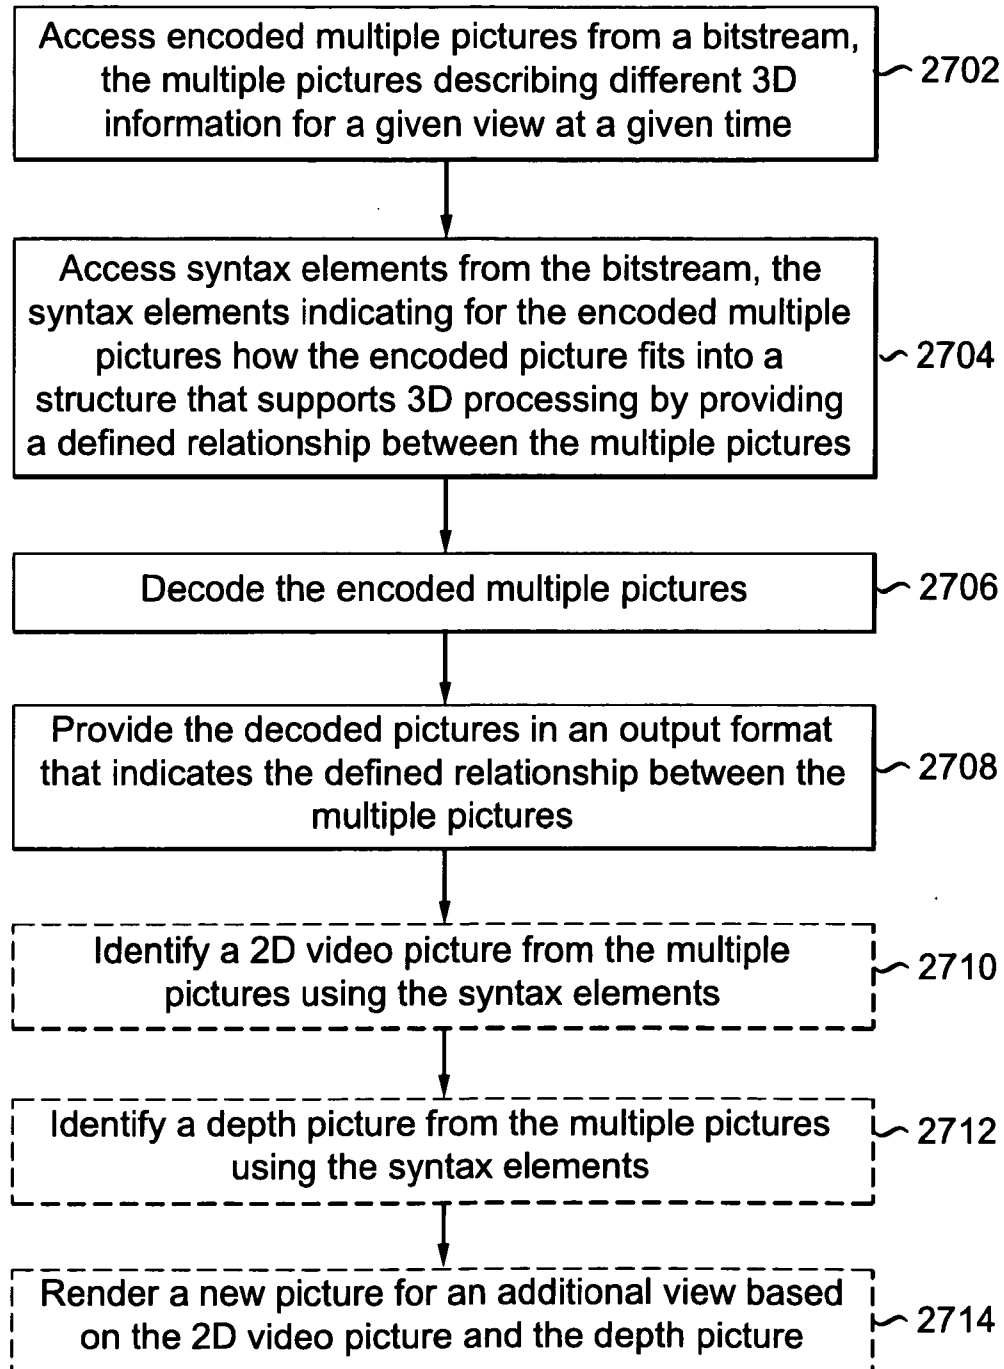 Access encoded multiple pictures from a bitstream,
the multiple pictures describing different 3D
information for a given view at a given time
2702
Access syntax elements from the bitstream, the
syntax elements indicating for the encoded multiple
pictures how the encoded picture fits into a
structure that supports 3D processing by providing
a defined relationship between the multiple pictures
2704
Decode the encoded multiple pictures
2706
Provide the decoded pictures in an output format
that indicates the defined relationship between the
multiple pictures
2708
Identify a 2D video picture from the multiple
pictures using the syntax elements
2710
Identify a depth picture from the multiple pictures
using the syntax elements
2712
Render a new picture for an additional view based
on the 2D video picture and the depth picture
2714